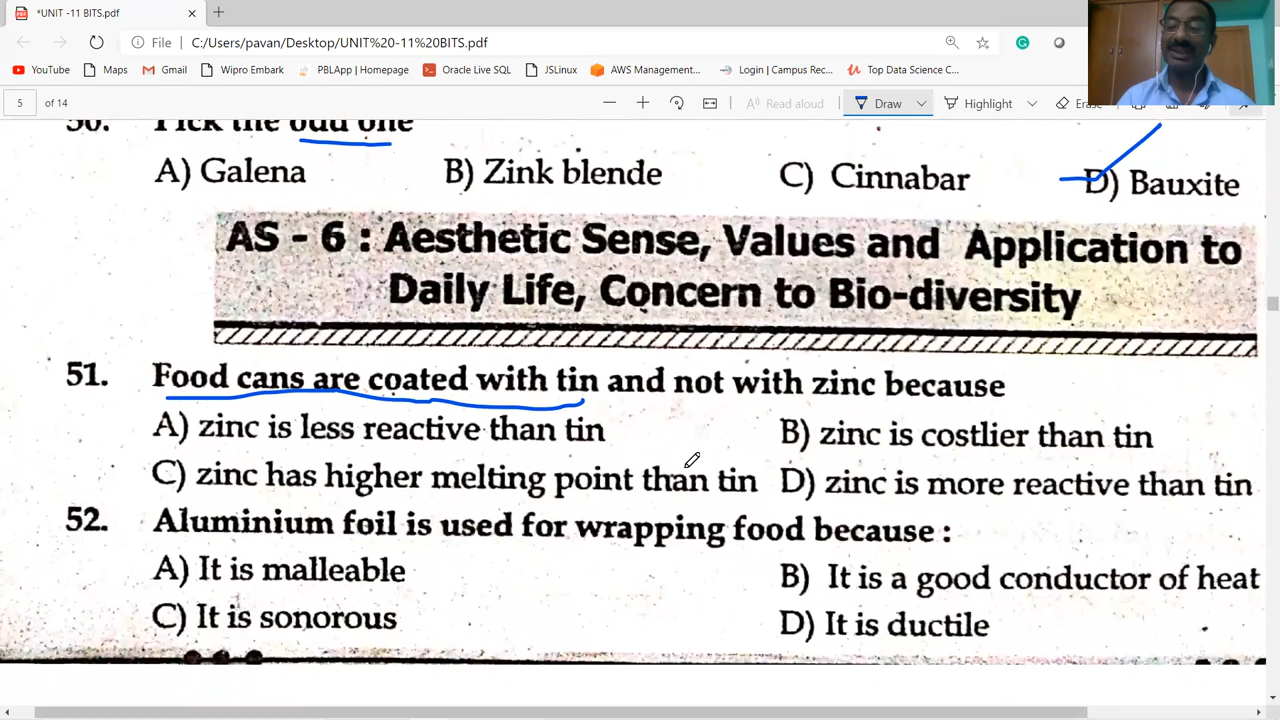 *UNIT -11 BITS.pdf
File C:/Users/pavan/Desktop/UNIT%20-11%20BITS.pdf
YouTube Maps Gmail Wipro Embark PBLApp | Homepage Oracle Live SQL JSLinux AWS Management... Login | Campus Rec... Top Data Science C...
5 of 14 Read aloud Draw Highlight Erase
50. Pick the odd one
A) Galena B) Zink blende C) Cinnabar D) Bauxite
AS - 6 : Aesthetic Sense, Values and Application to
Daily Life, Concern to Bio-diversity
51. Food cans are coated with tin and not with zinc because
A) zinc is less reactive than tin B) zinc is costlier than tin
C) zinc has higher melting point than tin D) zinc is more reactive than tin
52. Aluminium foil is used for wrapping food because :
A) It is malleable B) It is a good conductor of heat
C) It is sonorous D) It is ductile